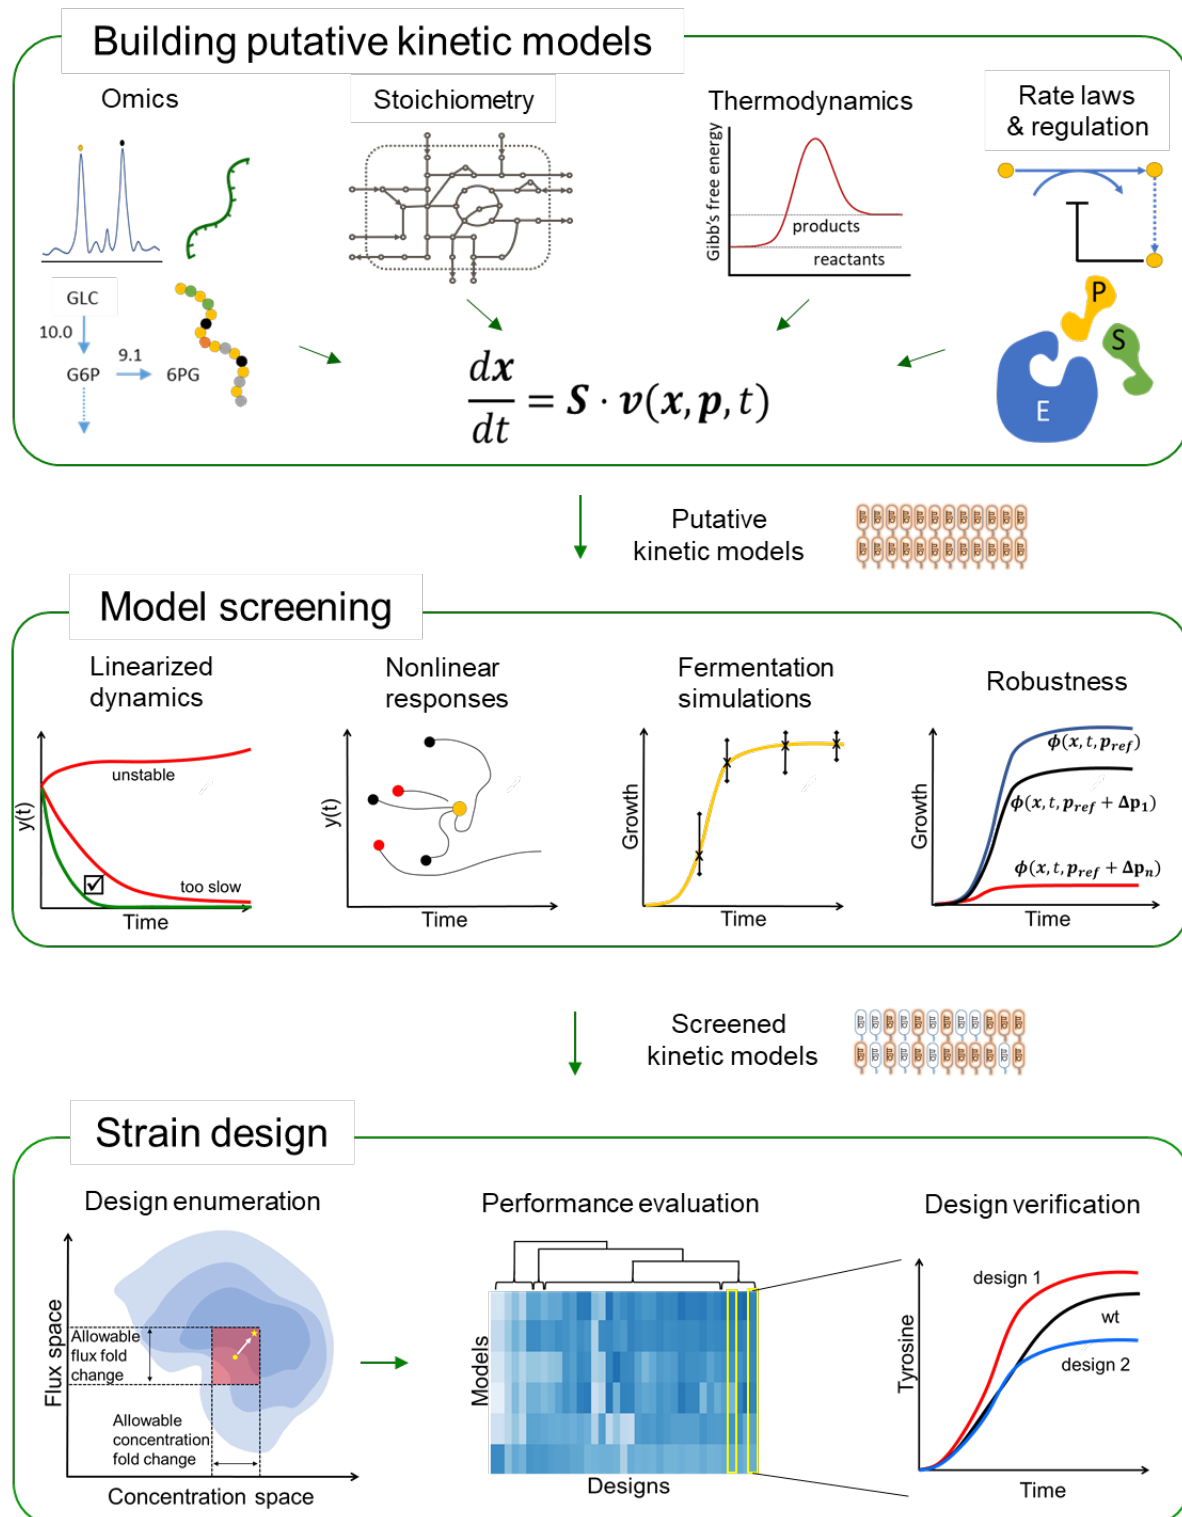 Building putative kinetic models
Omics
Stoichiometry
Thermodynamics
Rate laws
& regulation
Gibb's free energy
products
reactants
GLC
10.0
9.1
G6P
6PG
P
S
E
dx/dt = S · v(x, p, t)
Putative
kinetic models
Model screening
Linearized
dynamics
y(t)
unstable
too slow
Time
Nonlinear
responses
y(t)
Time
Fermentation
simulations
Growth
Time
Robustness
Growth
ϕ(x, t, p_ref)
ϕ(x, t, p_ref + Δp_1)
ϕ(x, t, p_ref + Δp_n)
Time
Screened
kinetic models
Strain design
Design enumeration
Flux space
Allowable
flux fold
change
Allowable
concentration
fold change
Concentration space
Performance evaluation
Models
Designs
Design verification
Tyrosine
design 1
wt
design 2
Time